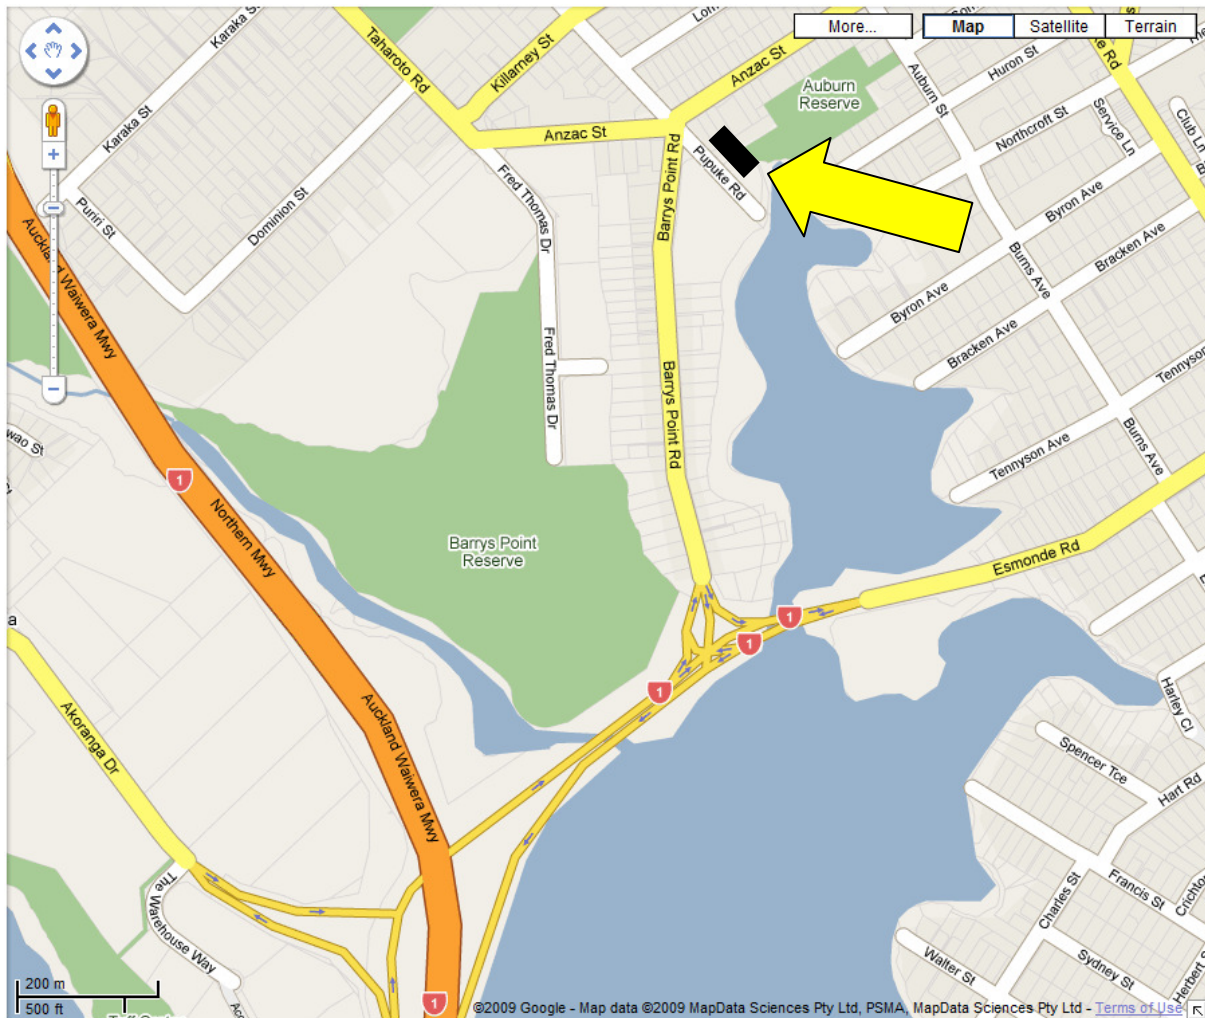 More...
Map
Satellite
Terrain
Karaka St
Taharoto Rd
Killarney St
Anzac St
Auburn
Reserve
Auburn St
Huron St
Northcroft St
Service Ln
Club Ln
Karaka St
Anzac St
Barrys Point Rd
Pupuke Rd
Fred Thomas Dr
Puriri St
Dominion St
Byron Ave
Burns Ave
Bracken Ave
Auckland Waiwera Mwy
Byron Ave
Bracken Ave
Fred Thomas Dr
Barrys Point Rd
Tennyson
Burns Ave
Tennyson Ave
1
Northern Mwy
Barrys Point
Reserve
Esmonde Rd
1
1
1
Akoranga Dr
Auckland Waiwera Mwy
Harley Cl
Spencer Tce
Hart Rd
The Warehouse Way
Francis St
Charles St
Walter St
Sydney St
200 m
500 ft
1
©2009 Google - Map data ©2009 MapData Sciences Pty Ltd, PSMA, MapData Sciences Pty Ltd - Terms of Use